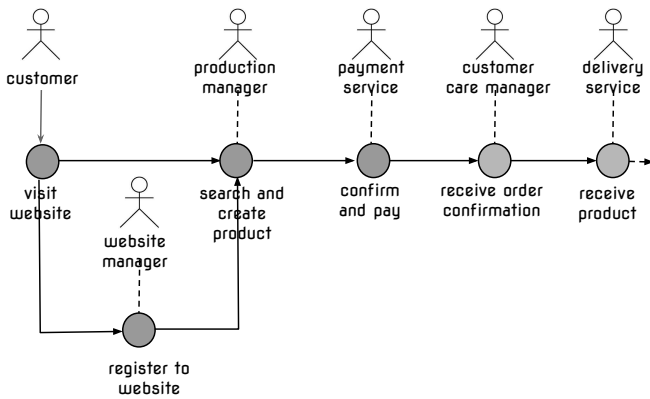 customer
production
manager
payment
service
customer
care manager
delivery
service
visit
website
search and
create
product
confirm
and pay
receive order
confirmation
receive
product
website
manager
register to
website